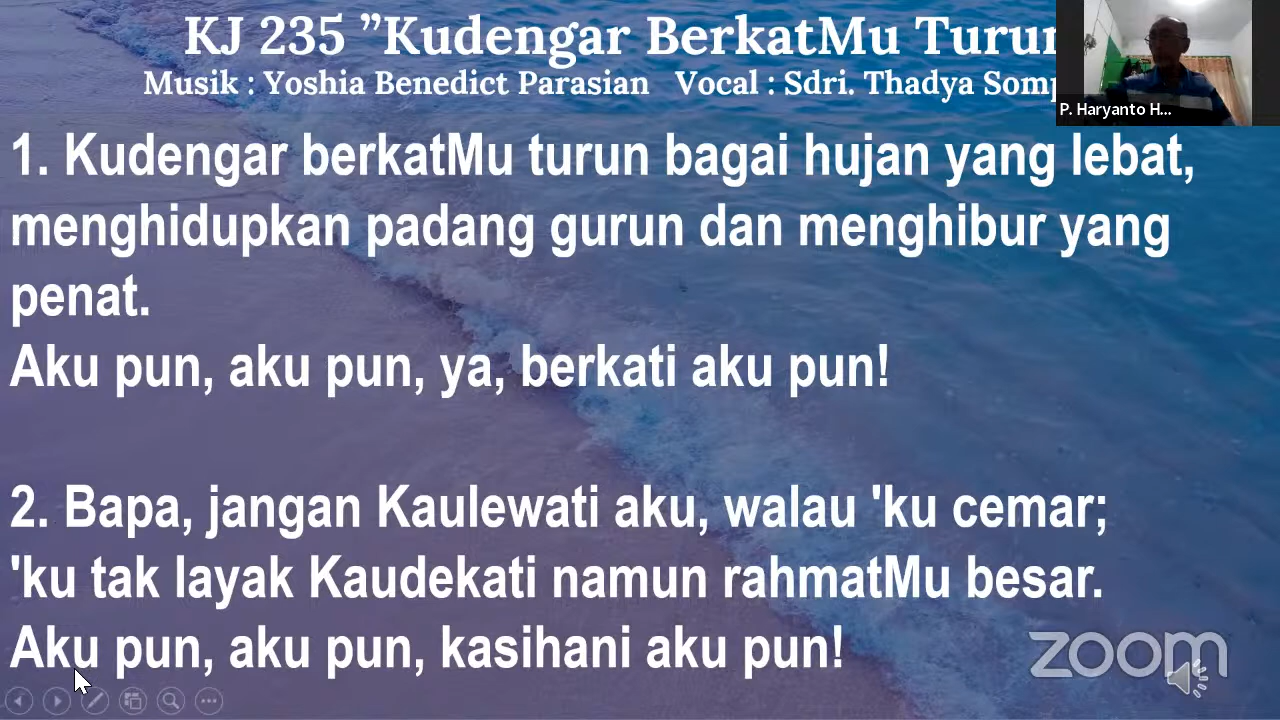 KJ 235 ”Kudengar BerkatMu
Musik : Yoshia Benedict Parasian Vocal : Sdri. Thadya
P. Haryanto H...
1. Kudengar berkatMu turun bagai hujan yang lebat,
menghidupkan padang gurun dan menghibur yang
penat.
Aku pun, aku pun, ya, berkati aku pun!
2. Bapa, jangan Kaulewati aku, walau 'ku cemar;
'ku tak layak Kaudekati namun rahmatMu besar.
Aku pun, aku pun, kasihani aku pun!
zoom